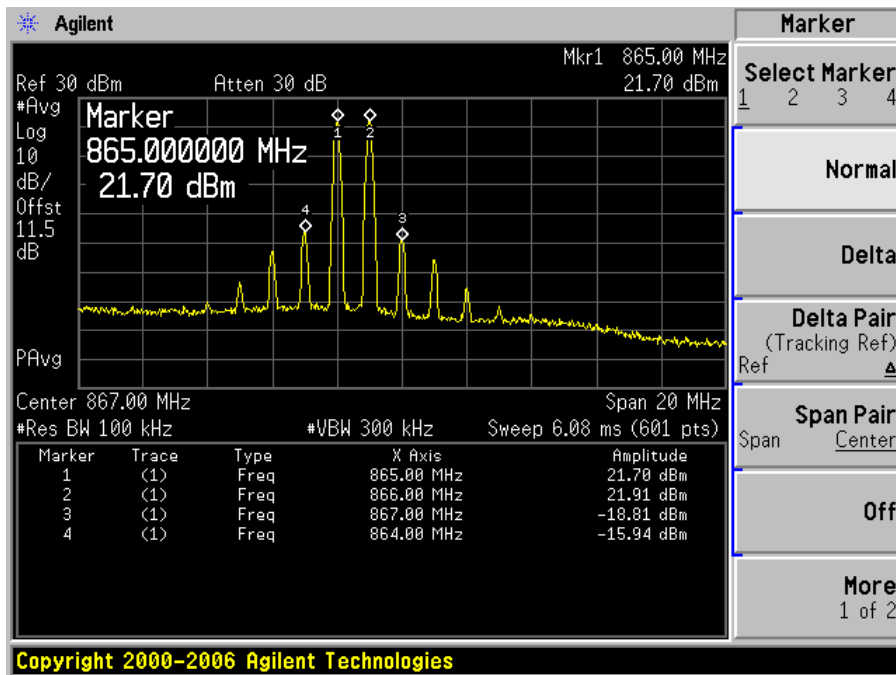 Agilent
Marker
Mkr1 865.00 MHz
Ref 30 dBm Atten 30 dB 21.70 dBm
#Avg
Log
10
dB/
Offst
11.5
dB
PAvg
Marker
865.000000 MHz
21.70 dBm
1
2
3
4
Center 867.00 MHz Span 20 MHz
#Res BW 100 kHz #VBW 300 kHz Sweep 6.08 ms (601 pts)
Marker Trace Type X Axis Amplitude
1 (1) Freq 865.00 MHz 21.70 dBm
2 (1) Freq 866.00 MHz 21.91 dBm
3 (1) Freq 867.00 MHz -18.81 dBm
4 (1) Freq 864.00 MHz -15.94 dBm
Select Marker
1 2 3 4
Normal
Delta
Delta Pair
(Tracking Ref)
Ref Δ
Span Pair
Span Center
Off
More
1 of 2
Copyright 2000-2006 Agilent Technologies